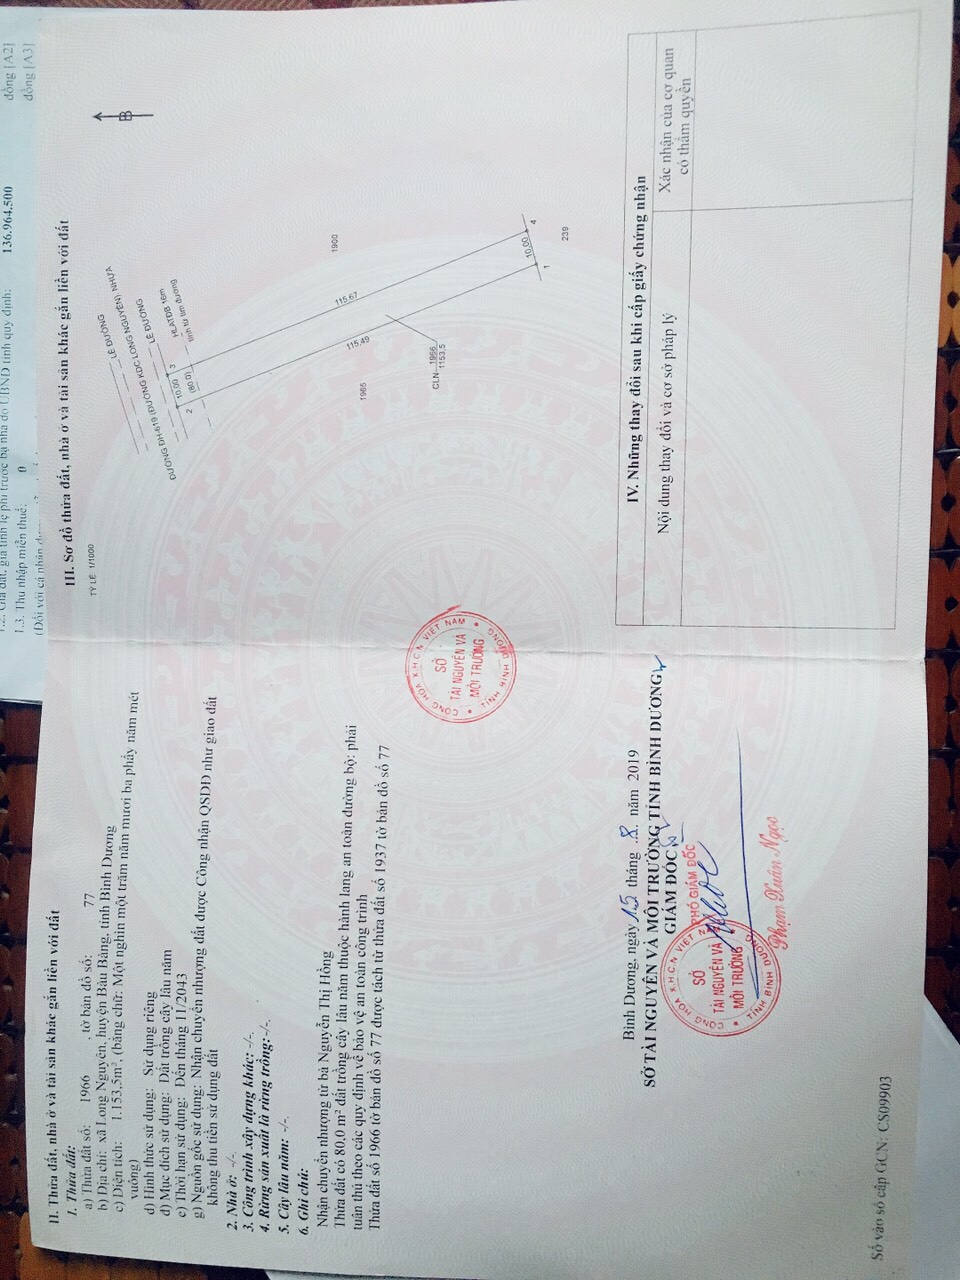 1.2. Giá đất, giá tính lệ phí trước bạ nhà do UBND tỉnh quy định: 136.964.500 đồng [A2]
1.3. Thu nhập miễn thuế: 0 đồng [A3]
(Đối với cá nhân
II. Thửa đất, nhà ở và tài sản khác gắn liền với đất
1. Thửa đất:
a) Thửa đất số: 1966 , tờ bản đồ số: 77
b) Địa chỉ: xã Long Nguyên, huyện Bàu Bàng, tỉnh Bình Dương
c) Diện tích: 1.153,5m², (bằng chữ: Một nghìn một trăm năm mươi ba phẩy năm mét
vuông)
d) Hình thức sử dụng: Sử dụng riêng
đ) Mục đích sử dụng: Đất trồng cây lâu năm
e) Thời hạn sử dụng: Đến tháng 11/2043
g) Nguồn gốc sử dụng: Nhận chuyển nhượng đất được Công nhận QSDĐ như giao đất
không thu tiền sử dụng đất
2. Nhà ở: -/-.
3. Công trình xây dựng khác: -/-.
4. Rừng sản xuất là rừng trồng:-/-.
5. Cây lâu năm: -/-.
6. Ghi chú:
Nhận chuyển nhượng từ bà Nguyễn Thị Hồng
Thửa đất có 80,0 m² đất trồng cây lâu năm thuộc hành lang an toàn đường bộ: phải
tuân thủ theo các quy định về bảo vệ an toàn công trình
Thửa đất số 1966 tờ bản đồ số 77 được tách từ thửa đất số 1937 tờ bản đồ số 77
Bình Dương, ngày 15 tháng 8 năm 2019
SỞ TÀI NGUYÊN VÀ MÔI TRƯỜNG TỈNH BÌNH DƯƠNG
GIÁM ĐỐC
PHÓ GIÁM ĐỐC
CỘNG HÒA X.H.C.N VIỆT NAM
SỞ
TÀI NGUYÊN VÀ
MÔI TRƯỜNG
TỈNH BÌNH DƯƠNG
Phạm Xuân Ngọc
Số vào sổ cấp GCN: CS09903
CỘNG HÒA X.H.C.N VIỆT NAM
SỞ
TÀI NGUYÊN VÀ
MÔI TRƯỜNG
TỈNH BÌNH DƯƠNG
III. Sơ đồ thửa đất, nhà ở và tài sản khác gắn liền với đất
TỶ LỆ 1/1000
B
LỀ ĐƯỜNG
ĐƯỜNG ĐH-619 (ĐƯỜNG KDC LONG NGUYÊN) NHỰA
LỀ ĐƯỜNG
HLATĐB 16m
tính từ tim đường
2
10.00
3
(80.0)
1965
115.49
115.67
1900
CLN
1966
1153.5
1
10.00
4
239
IV. Những thay đổi sau khi cấp giấy chứng nhận
Nội dung thay đổi và cơ sở pháp lý
Xác nhận của cơ quan
có thẩm quyền